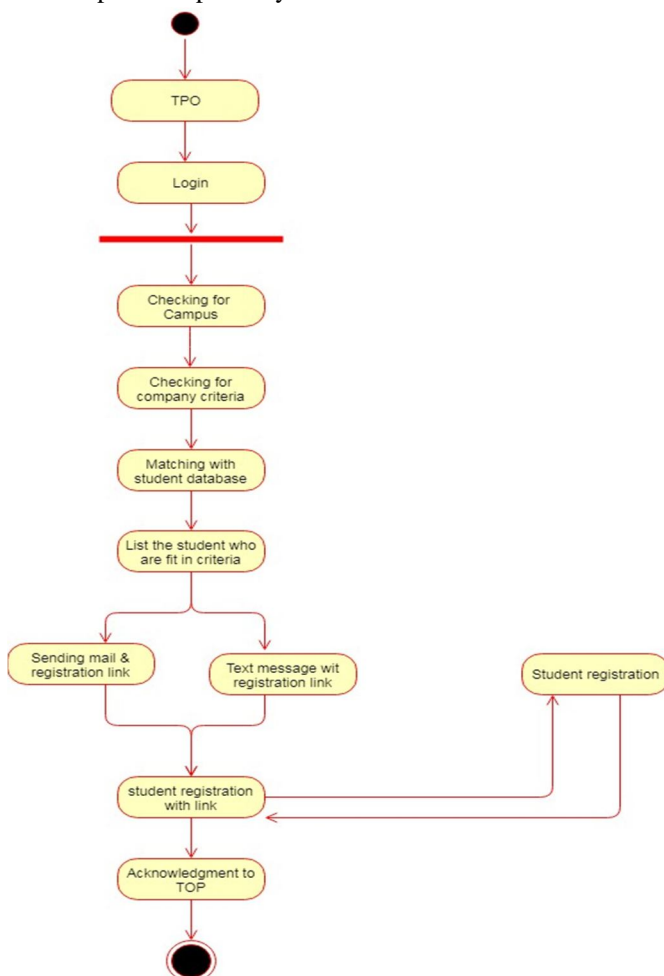 TPO
Login
Checking for
Campus
Checking for
company criteria
Matching with
student database
List the student who
are fit in criteria
Sending mail &
registration link
Text message wit
registration link
Student registration
student registration
with link
Acknowledgment to
TOP